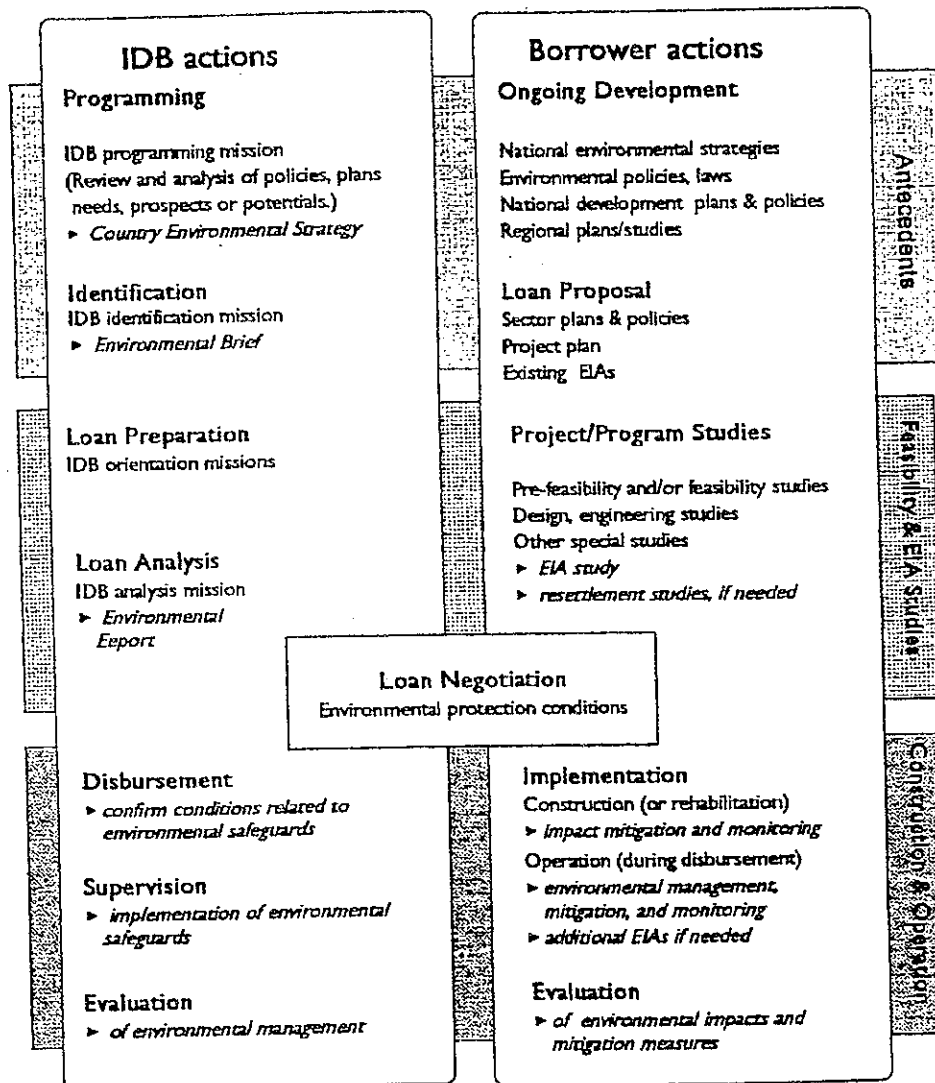 IDB actions
Programming
IDB programming mission
(Review and analysis of policies, plans
needs, prospects or potentials.)
► Country Environmental Strategy
Identification
IDB identification mission
► Environmental Brief
Loan Preparation
IDB orientation missions
Loan Analysis
IDB analysis mission
► Environmental
Eeport
Borrower actions
Ongoing Development
National environmental strategies
Environmental policies, laws
National development plans & policies
Regional plans/studies
Loan Proposal
Sector plans & policies
Project plan
Existing EIAs
Project/Program Studies
Pre-feasibility and/or feasibility studies
Design, engineering studies
Other special studies
► EIA study
► resettlement studies, if needed
Loan Negotiation
Environmental protection conditions
Disbursement
► confirm conditions related to
environmental safeguards
Supervision
► implementation of environmental
safeguards
Evaluation
► of environmental management
Implementation
Construction (or rehabilitation)
► impact mitigation and monitoring
Operation (during disbursement)
► environmental management,
mitigation, and monitoring
► additional EIAs if needed
Evaluation
► of environmental impacts and
mitigation measures
Antecedents
Feasibility & EIA Studies
Construction & Operation